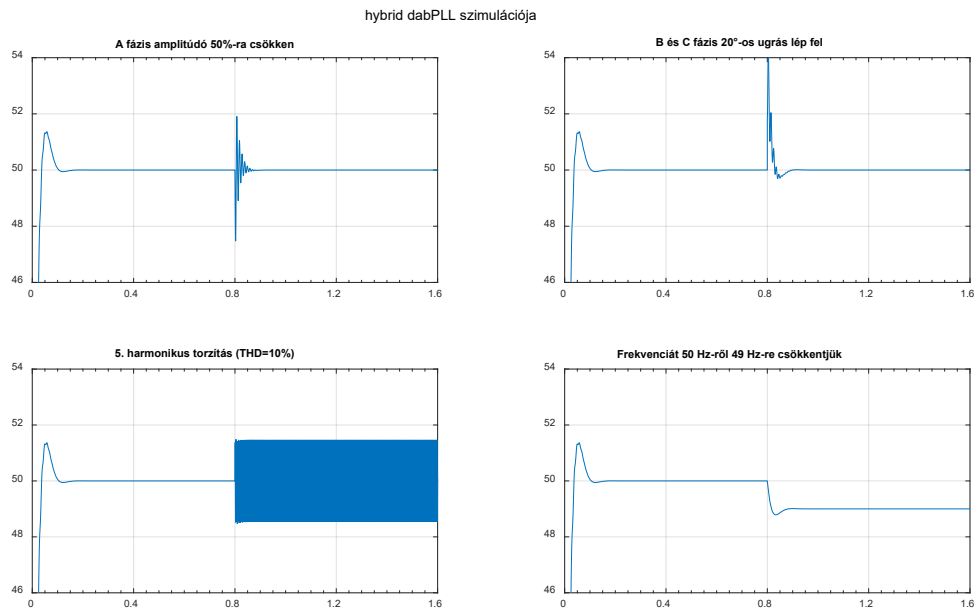 hybrid dabPLL szimulációja
A fázis amplitúdó 50%-ra csökken
54
52
50
48
46
0 0.4 0.8 1.2 1.6
B és C fázis 20°-os ugrás lép fel
54
52
50
48
46
0 0.4 0.8 1.2 1.6
5. harmonikus torzítás (THD=10%)
54
52
50
48
46
0 0.4 0.8 1.2 1.6
Frekvenciát 50 Hz-ről 49 Hz-re csökkentjük
54
52
50
48
46
0 0.4 0.8 1.2 1.6